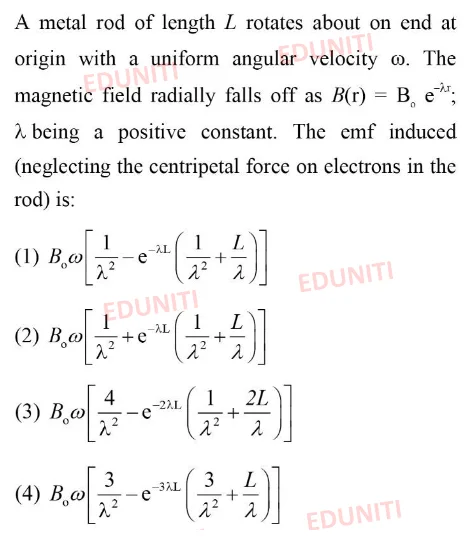 A metal rod of length L rotates about on end at
origin with a uniform angular velocity ω. The
magnetic field radially falls off as B(r) = B₀ e^(-λr);
λ being a positive constant. The emf induced
(neglecting the centripetal force on electrons in the
rod) is:
(1) B₀ω[1/λ² − e^(-λL)(1/λ² + L/λ)]
(2) B₀ω[1/λ² + e^(-λL)(1/λ² + L/λ)]
(3) B₀ω[4/λ² − e^(-2λL)(1/λ² + 2L/λ)]
(4) B₀ω[3/λ² − e^(-3λL)(3/λ² + L/λ)]
EDUNITI
EDUNITI
EDUNITI
EDUNITI
EDUNITI